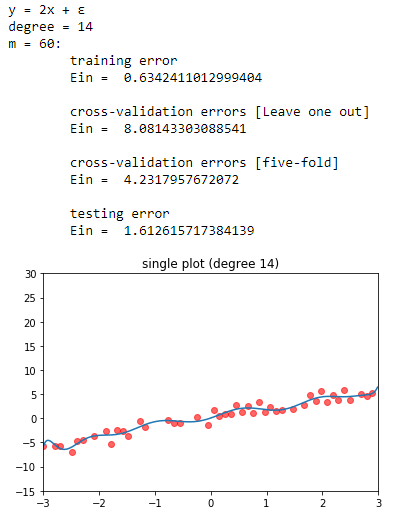 y = 2x + ε
degree = 14
m = 60:
training error
Ein = 0.6342411012999404
cross-validation errors [Leave one out]
Ein = 8.08143303088541
cross-validation errors [five-fold]
Ein = 4.2317957672072
testing error
Ein = 1.612615717384139
single plot (degree 14)
30
25
20
15
10
5
0
−5
−10
−15
−3 −2 −1 0 1 2 3